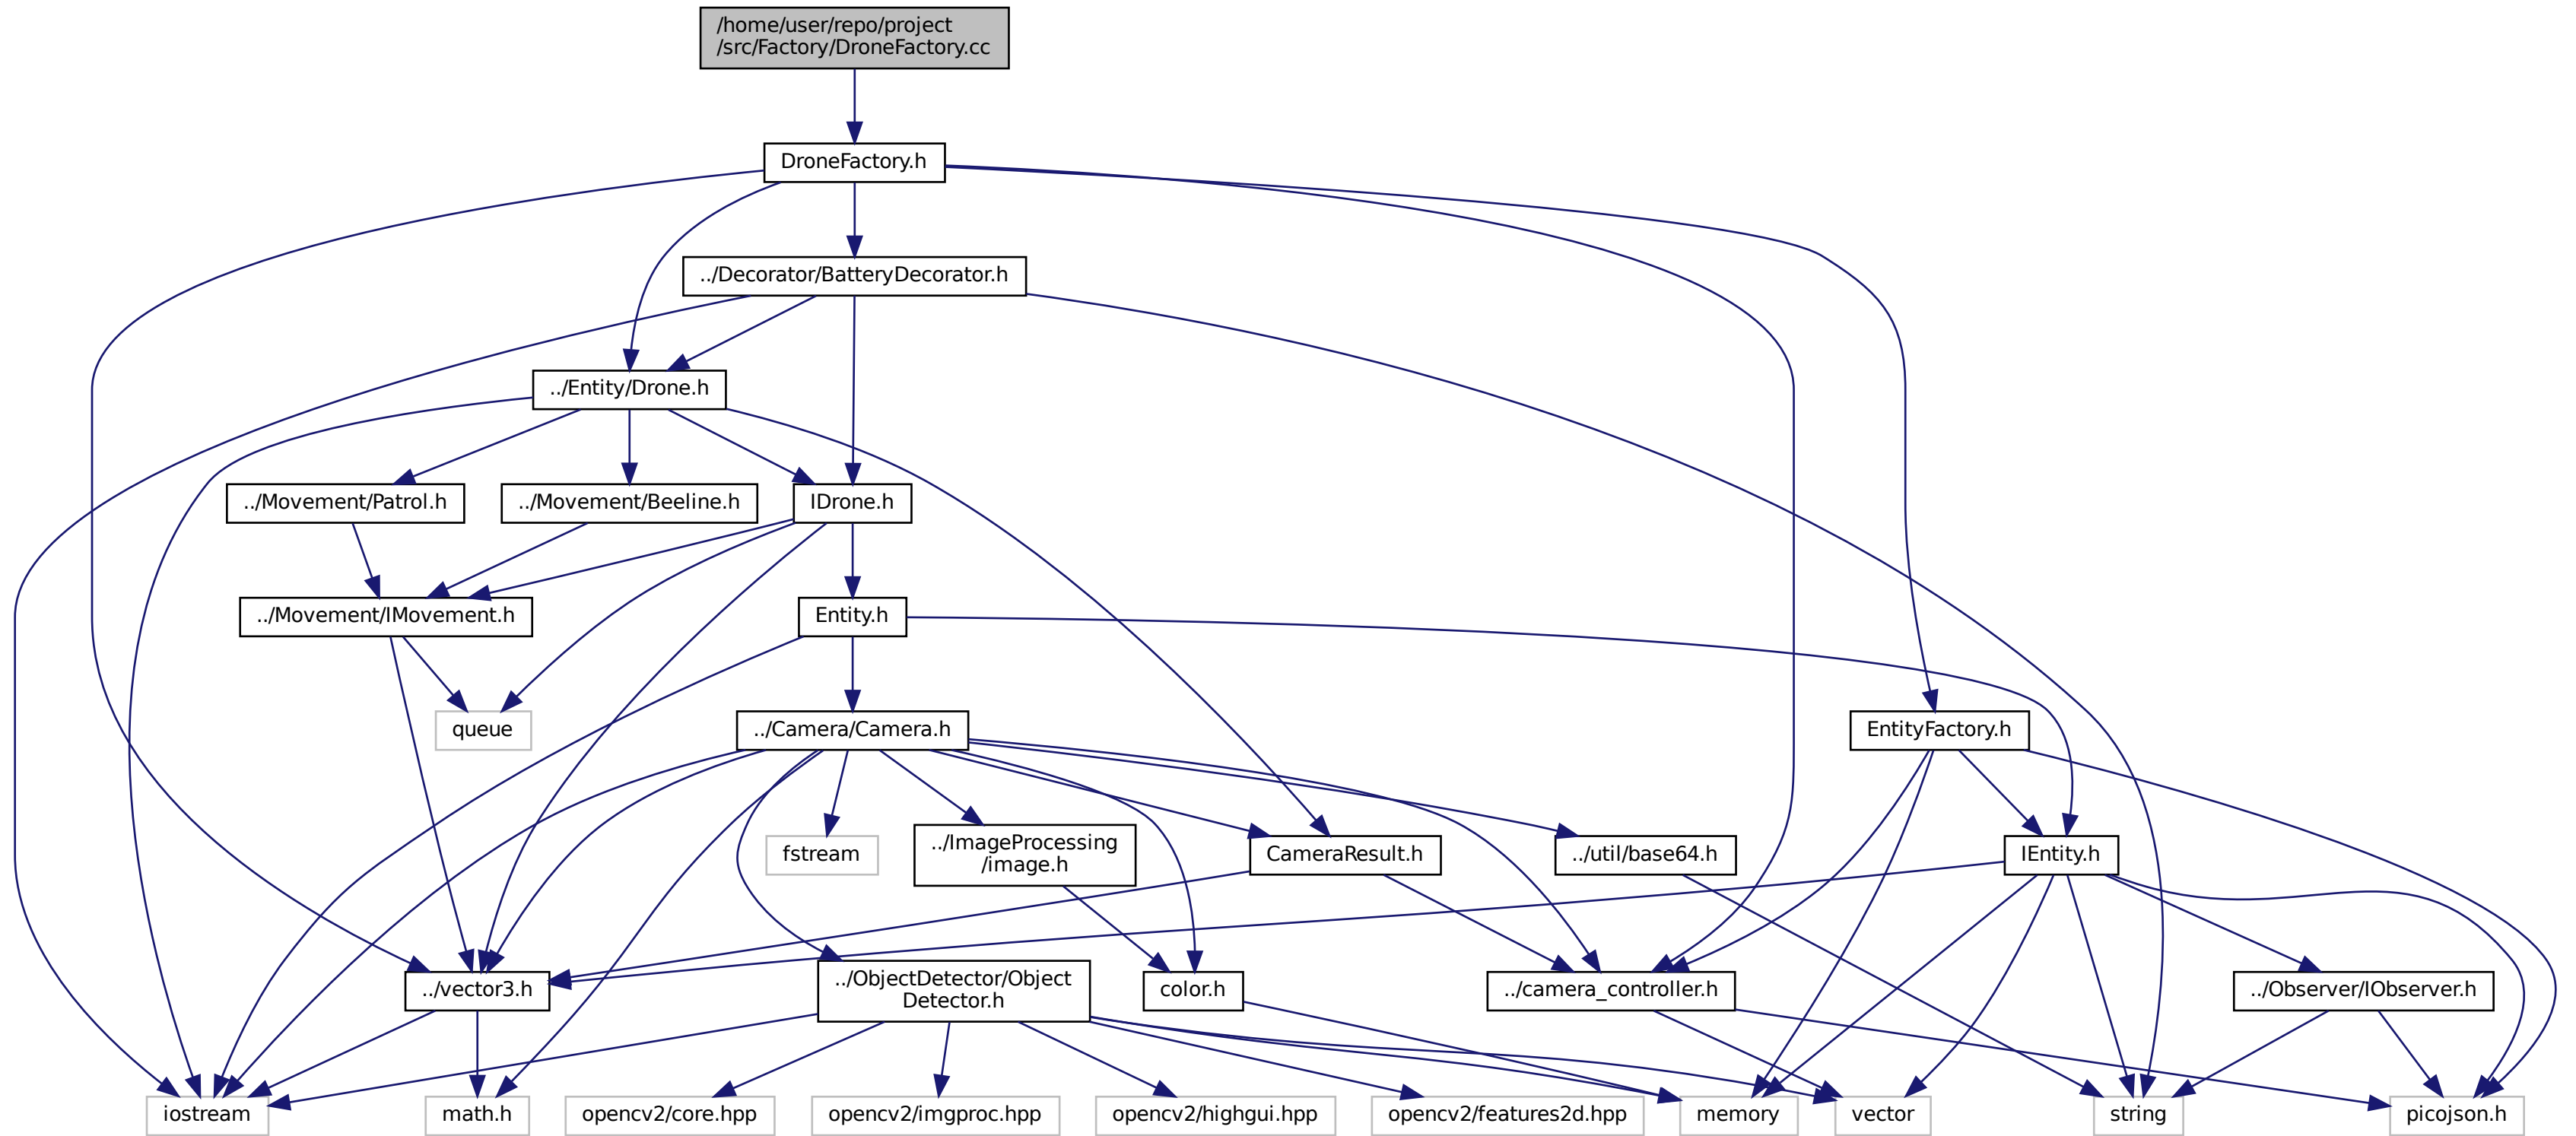 /home/user/repo/project
/src/Factory/DroneFactory.cc
DroneFactory.h
../Decorator/BatteryDecorator.h
../Entity/Drone.h
../Movement/Patrol.h
../Movement/Beeline.h
IDrone.h
../Movement/IMovement.h
Entity.h
queue
../Camera/Camera.h
EntityFactory.h
fstream
../ImageProcessing
/image.h
CameraResult.h
../util/base64.h
IEntity.h
../vector3.h
../ObjectDetector/Object
Detector.h
color.h
../camera_controller.h
../Observer/IObserver.h
iostream
math.h
opencv2/core.hpp
opencv2/imgproc.hpp
opencv2/highgui.hpp
opencv2/features2d.hpp
memory
vector
string
picojson.h